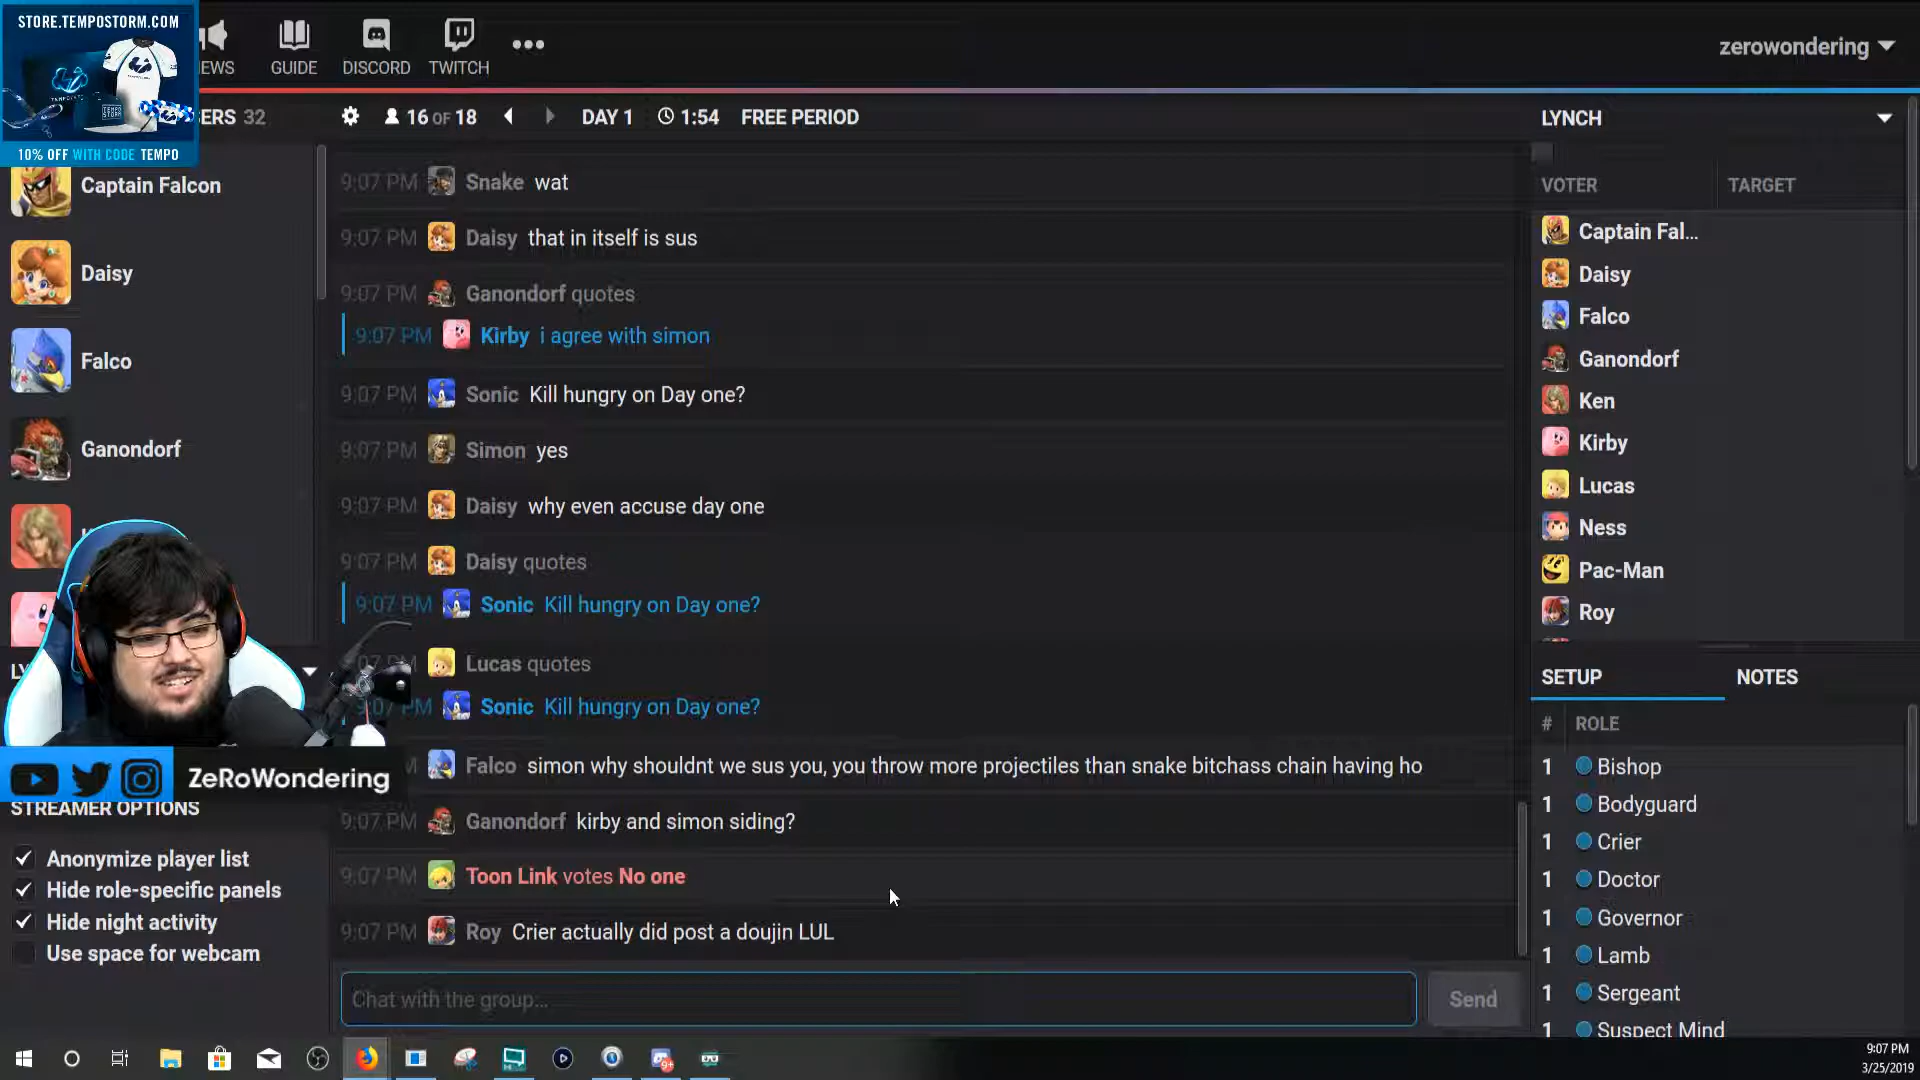 STORE.TEMPOSTORM.COM
10% OFF WITH CODE TEMPO
EWS
GUIDE
DISCORD
TWITCH
zerowondering
ERS 32
16 OF 18
DAY 1
1:54
FREE PERIOD
LYNCH
Captain Falcon
Daisy
Falco
Ganondorf
9:07 PM Snake wat
9:07 PM Daisy that in itself is sus
9:07 PM Ganondorf quotes
9:07 PM Kirby i agree with simon
9:07 PM Sonic Kill hungry on Day one?
9:07 PM Simon yes
9:07 PM Daisy why even accuse day one
9:07 PM Daisy quotes
9:07 PM Sonic Kill hungry on Day one?
07 PM Lucas quotes
PM Sonic Kill hungry on Day one?
Falco simon why shouldnt we sus you, you throw more projectiles than snake bitchass chain having ho
9:07 PM Ganondorf kirby and simon siding?
9:07 PM Toon Link votes No one
9:07 PM Roy Crier actually did post a doujin LUL
Chat with the group...
Send
VOTER TARGET
Captain Fal...
Daisy
Falco
Ganondorf
Ken
Kirby
Lucas
Ness
Pac-Man
Roy
SETUP NOTES
# ROLE
1 Bishop
1 Bodyguard
1 Crier
1 Doctor
1 Governor
1 Lamb
1 Sergeant
1 Suspect Mind
LY
ZeRoWondering
STREAMER OPTIONS
Anonymize player list
Hide role-specific panels
Hide night activity
Use space for webcam
9:07 PM
3/25/2019